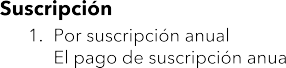 Suscripción
1. Por suscripción anual
El pago de suscripción anua